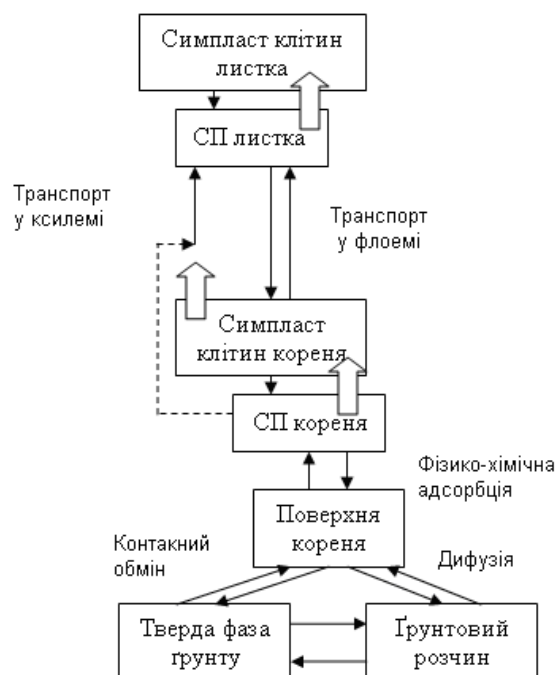 Симпласт клітин
листка
СП листка
Транспорт
у ксилемі
Транспорт
у флоемі
Симпласт
клітин кореня
СП кореня
Фізико-хімічна
адсорбція
Поверхня
кореня
Контакний
обмін
Дифузія
Тверда фаза
ґрунту
Ґрунтовий
розчин